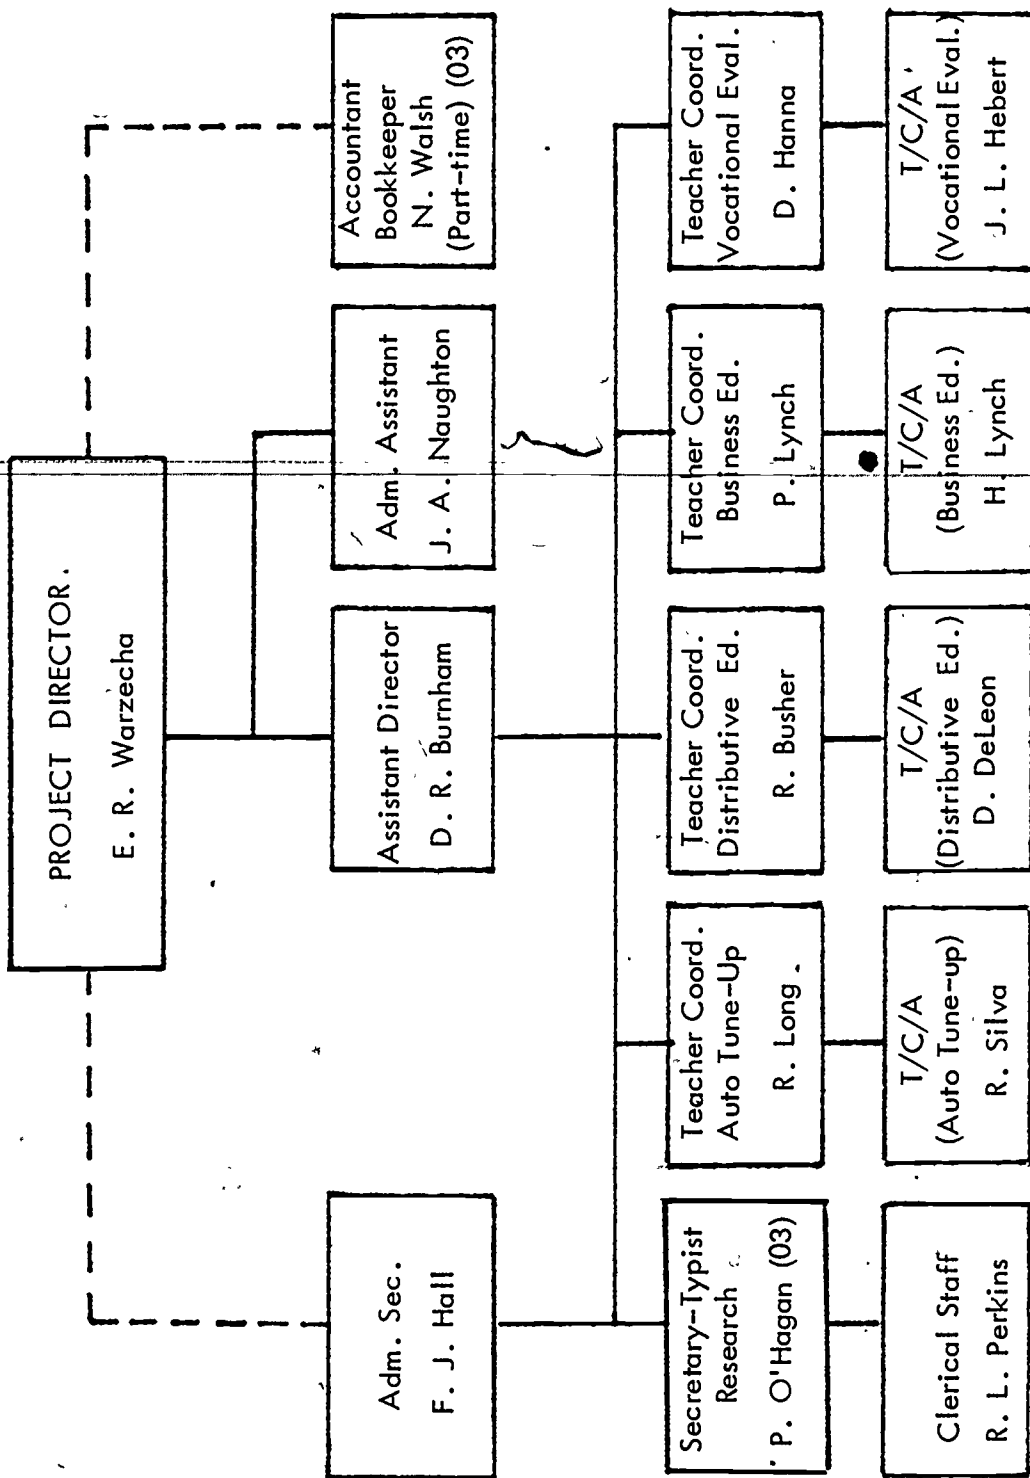 PROJECT DIRECTOR.
E. R. Warzecha
Adm. Sec.
F. J. Hall
Assistant Director
D. R. Burnham
Adm. Assistant
J. A. Naughton
Accountant
Bookkeeper
N. Walsh
(Part-time) (03)
Secretary-Typist
Research
P. O'Hagan (03)
Teacher Coord.
Auto Tune-Up
R. Long
Teacher Coord.
Distributive Ed.
R. Busher
Teacher Coord.
Business Ed.
P. Lynch
Teacher Coord.
Vocational Eval.
D. Hanna
Clerical Staff
R. L. Perkins
T/C/A
(Auto Tune-up)
R. Silva
T/C/A
(Distributive Ed.)
D. DeLeon
T/C/A
(Business Ed.)
H. Lynch
T/C/A
(Vocational Eval.)
J. L. Hebert